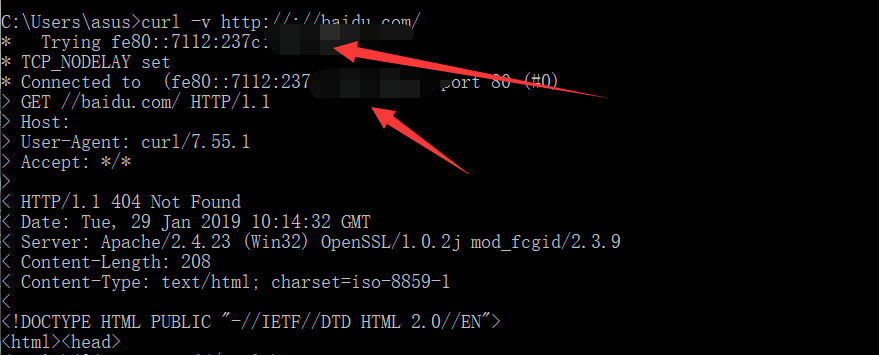 C:\Users\asus>curl -v http://://baidu.com/
*   Trying fe80::7112:237c:
* TCP_NODELAY set
* Connected to  (fe80::7112:237 port 80 (#0)
> GET //baidu.com/ HTTP/1.1
> Host:
> User-Agent: curl/7.55.1
> Accept: */*
>
< HTTP/1.1 404 Not Found
< Date: Tue, 29 Jan 2019 10:14:32 GMT
< Server: Apache/2.4.23 (Win32) OpenSSL/1.0.2j mod_fcgid/2.3.9
< Content-Length: 208
< Content-Type: text/html; charset=iso-8859-1
<
<!DOCTYPE HTML PUBLIC "-//IETF//DTD HTML 2.0//EN">
<html><head>